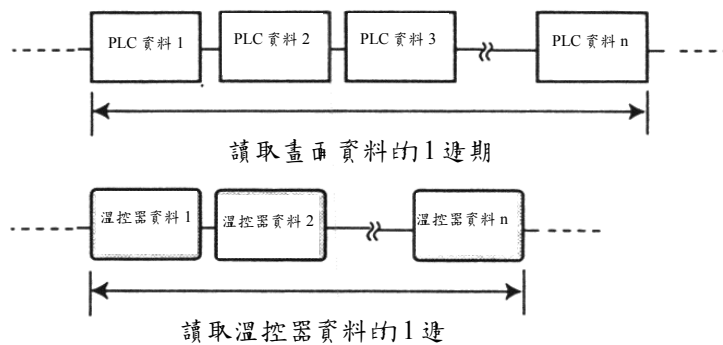 PLC 資料 1
PLC 資料 2
PLC 資料 3
PLC 資料 n
讀取畫面資料的 1 週期
溫控器資料 1
溫控器資料 2
溫控器資料 n
讀取溫控器資料的 1 週